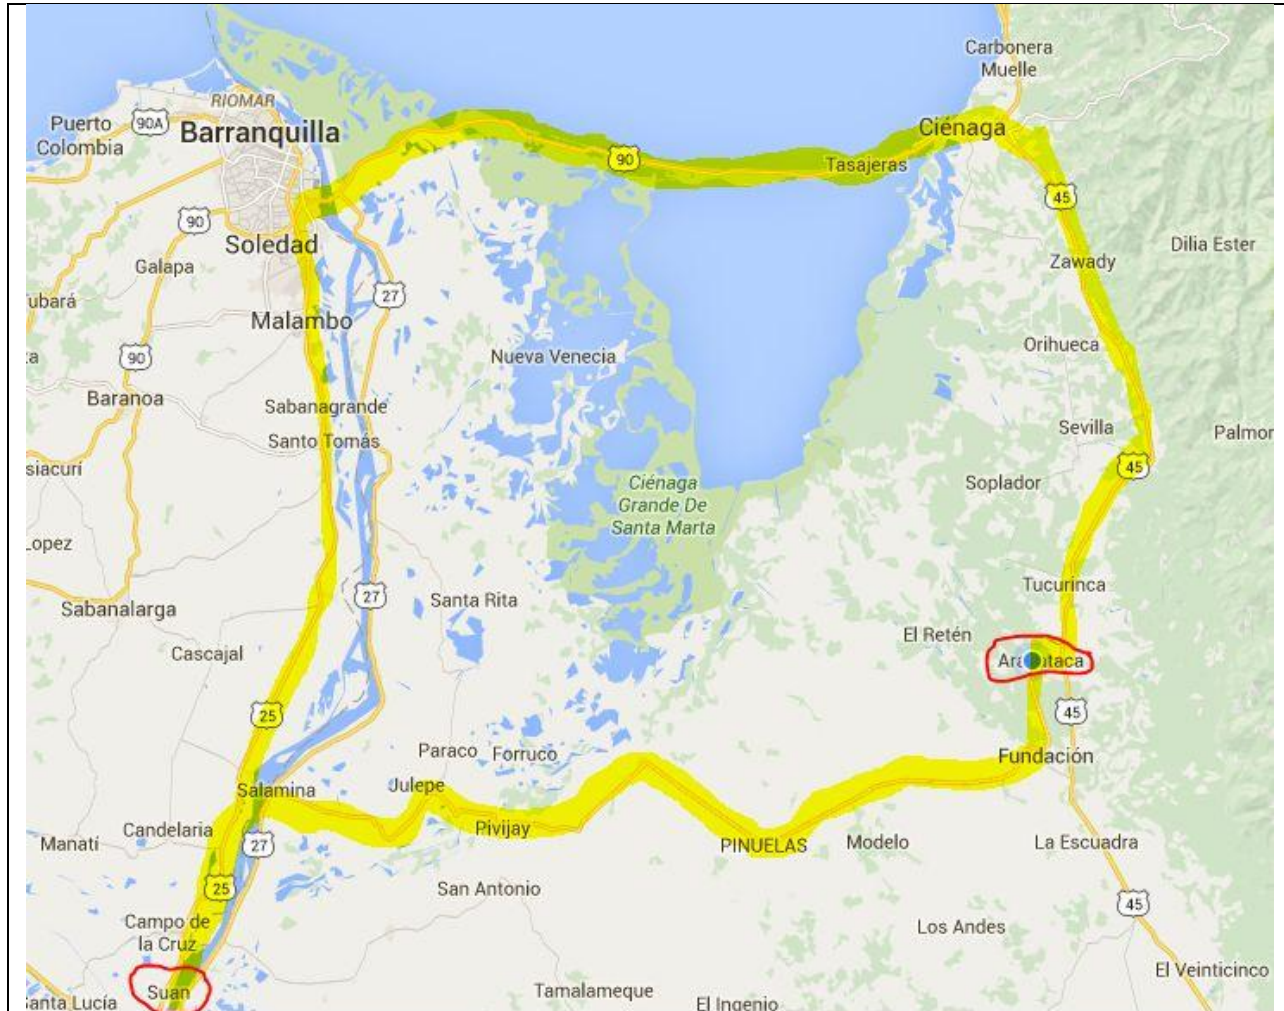 Carbonera
Muelle
RIOMAR
Puerto
Colombia
90A
Barranquilla
Ciénaga
90
Tasajeras
45
90
Soledad
Dilia Ester
Galapa
Zawady
ubará
27
Malambo
Orihueca
90
Nueva Venecia
ia
Baranoa
Sabanagrande
Santo Tomás
Sevilla
Palmor
siacurí
45
Soplador
Ciénaga
Grande De
Santa Marta
Lopez
Tucurinca
27
Santa Rita
Sabanalarga
El Retén
Cascajal
Ara taca
25
45
Paraco
Forruco
Fundación
Julepe
Salamina
Candelaria
Pivijay
Manatí
27
PINUELAS
Modelo
La Escuadra
25
San Antonio
45
Campo de
la Cruz
Los Andes
El Veinticinco
Suan
Santa Lucía
Tamalameque
El Ingenio